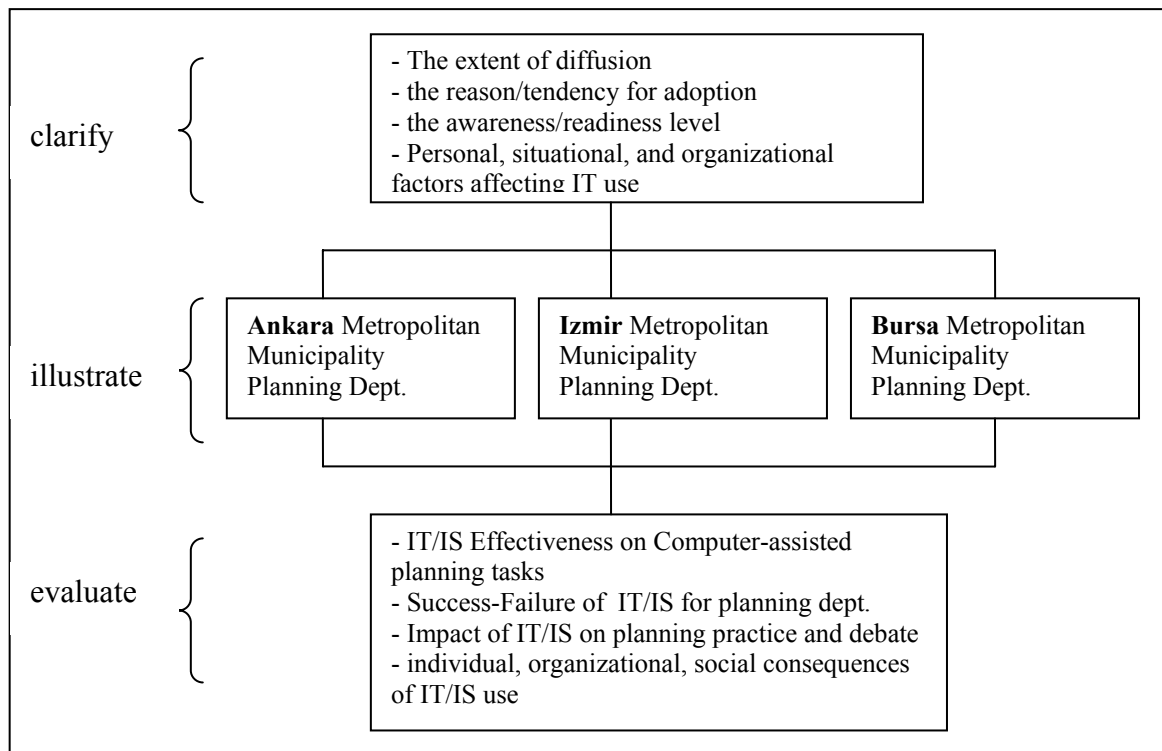 clarify
- The extent of diffusion
- the reason/tendency for adoption
- the awareness/readiness level
- Personal, situational, and organizational
factors affecting IT use
illustrate
Ankara Metropolitan
Municipality
Planning Dept.
Izmir Metropolitan
Municipality
Planning Dept.
Bursa Metropolitan
Municipality
Planning Dept.
evaluate
- IT/IS Effectiveness on Computer-assisted
planning tasks
- Success-Failure of IT/IS for planning dept.
- Impact of IT/IS on planning practice and debate
- individual, organizational, social consequences
of IT/IS use